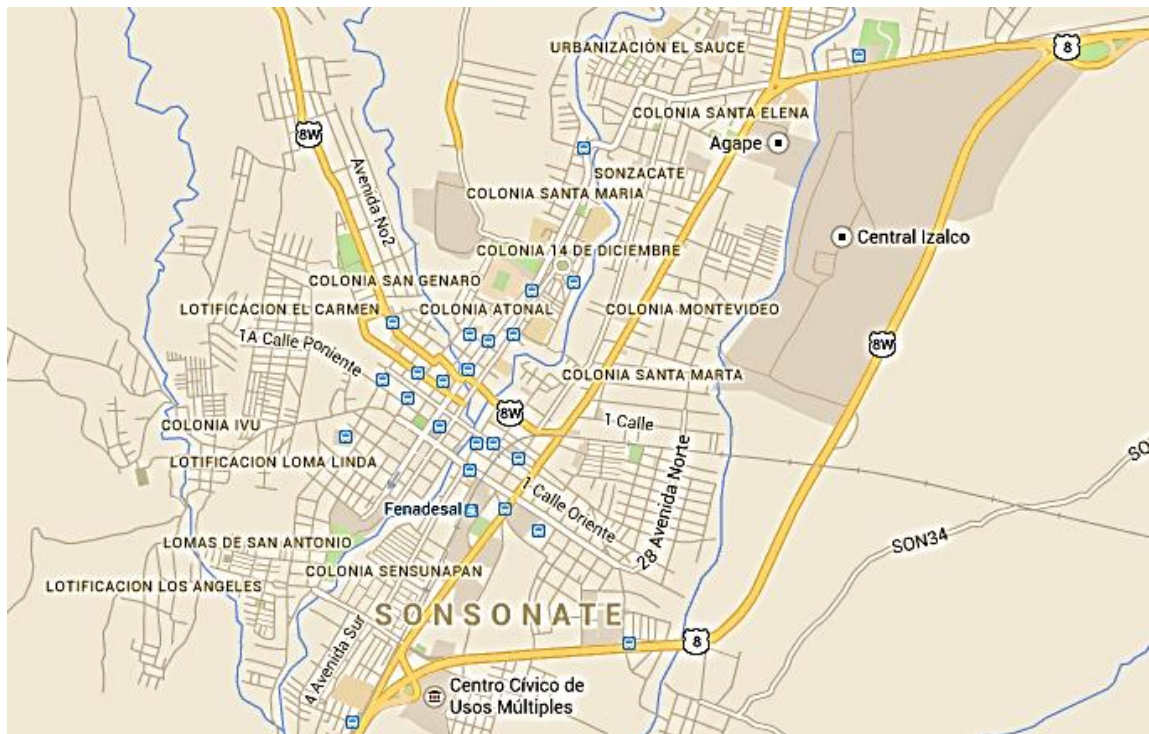 URBANIZACIÓN EL SAUCE
8
COLONIA SANTA ELENA
8W
Agape
Avenida No2
SONZACATE
COLONIA SANTA MARIA
Central Izalco
COLONIA 14 DE DICIEMBRE
COLONIA SAN GENARO
LOTIFICACION EL CARMEN
COLONIA ATONAL
COLONIA MONTEVIDEO
1A Calle Poniente
8W
COLONIA SANTA MARTA
8W
COLONIA IVU
1 Calle
LOTIFICACION LOMA LINDA
SO
1 Calle Oriente
28 Avenida Norte
Fenadesal
SON34
LOMAS DE SAN ANTONIO
COLONIA SENSUNAPAN
LOTIFICACION LOS ANGELES
SONSONATE
4 Avenida Sur
8
Centro Cívico de
Usos Múltiples